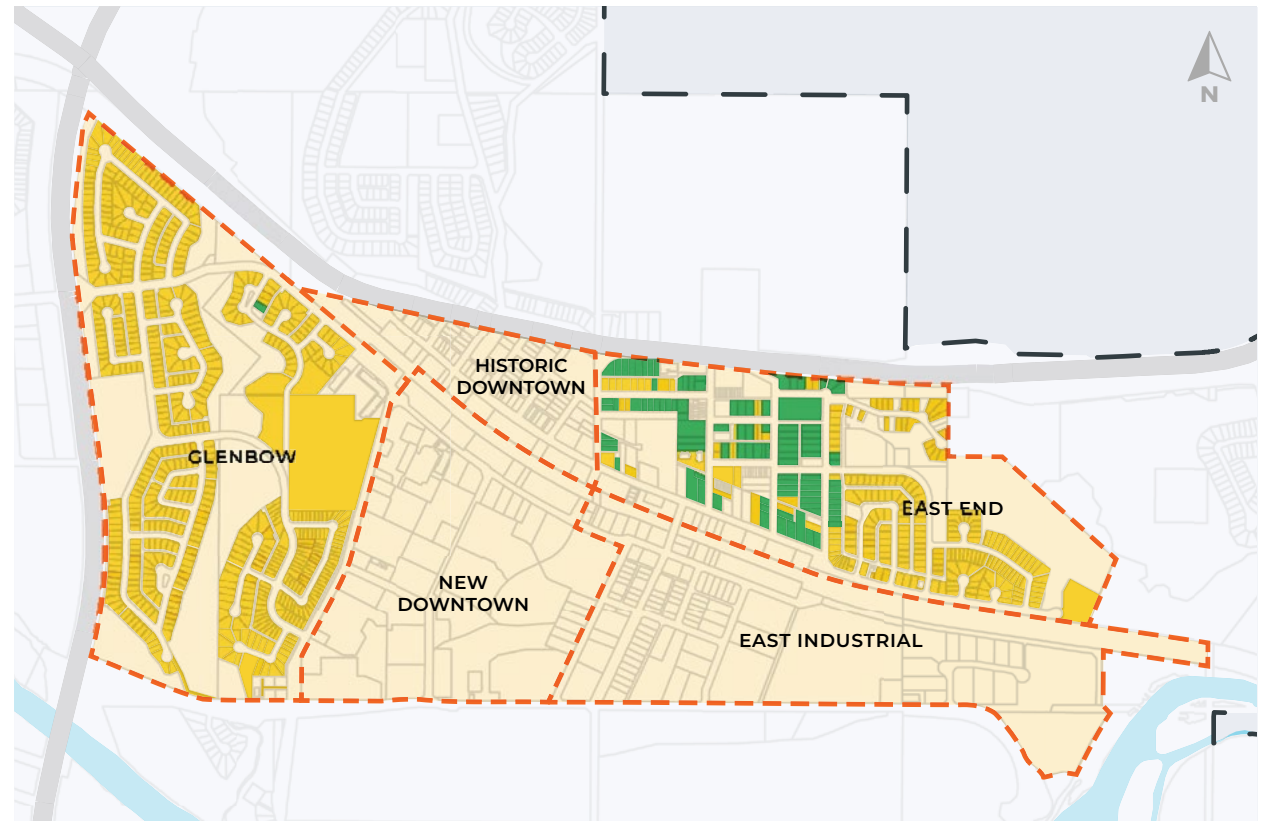 N
HISTORIC
DOWNTOWN
GLENBOW
EAST END
NEW
DOWNTOWN
EAST INDUSTRIAL